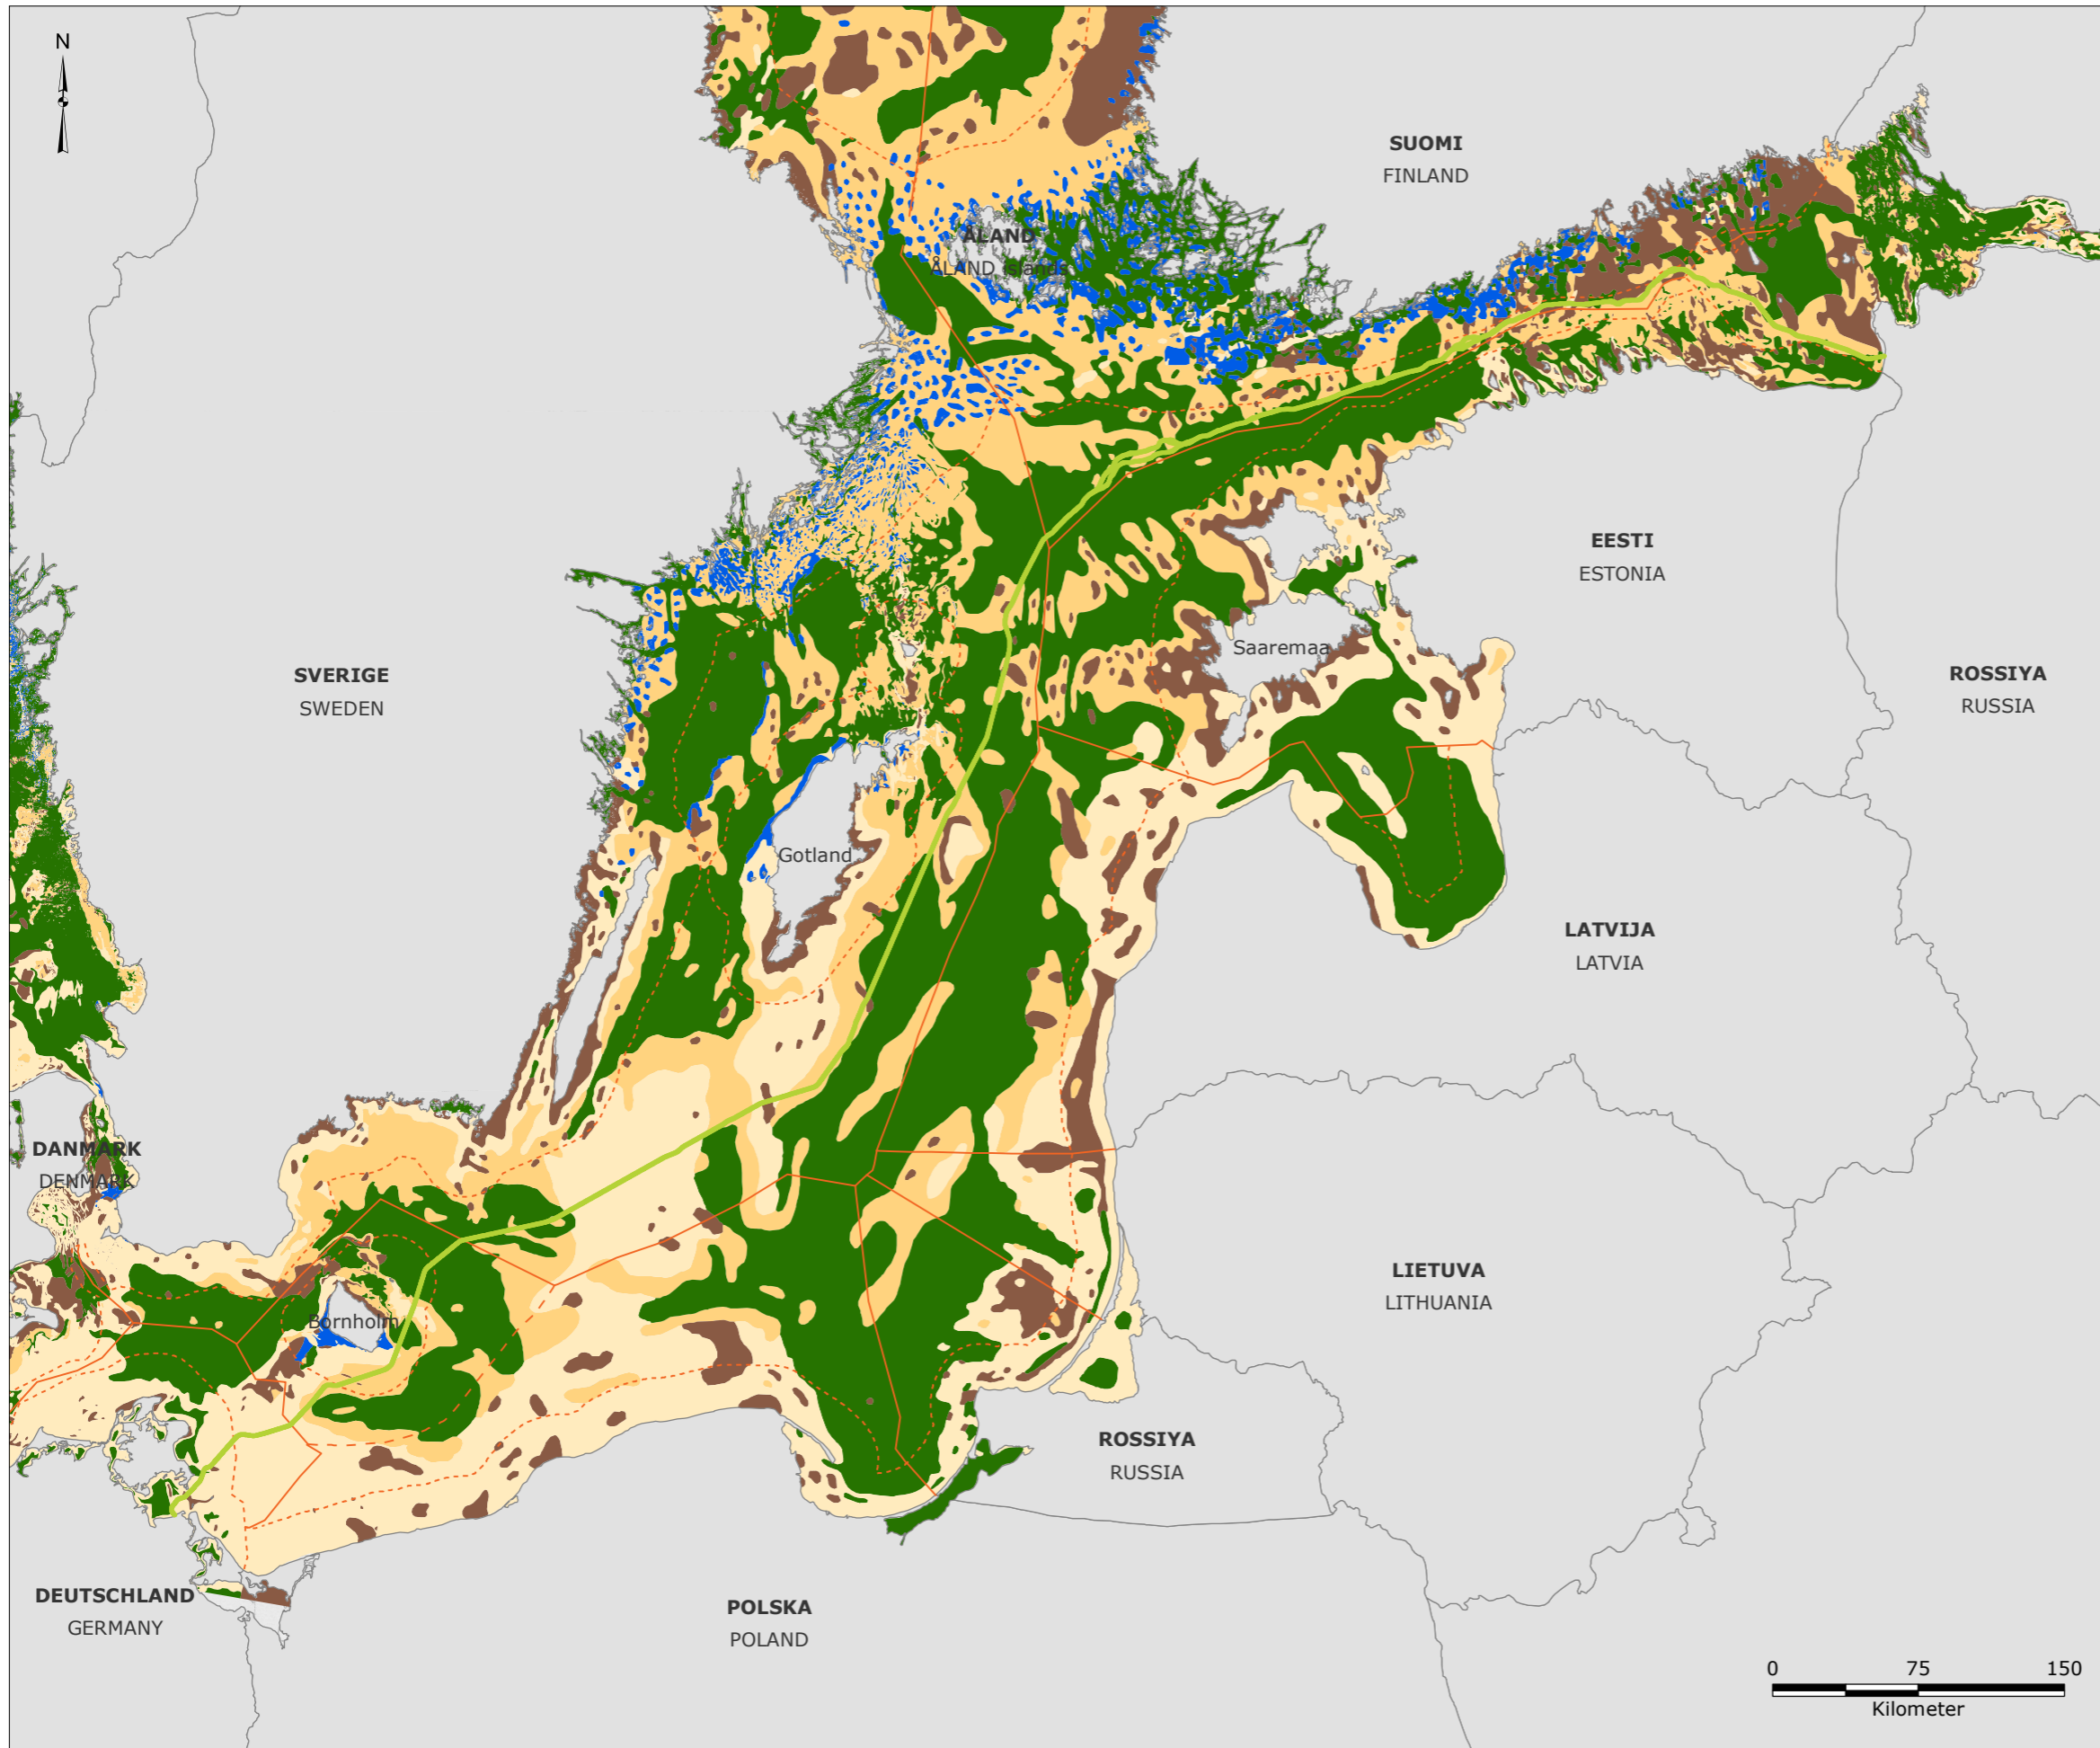 N
SUOMI
FINLAND
ÅLAND
ÅLAND islands
EESTI
ESTONIA
Saaremaa
SVERIGE
SWEDEN
ROSSIYA
RUSSIA
Gotland
LATVIJA
LATVIA
DANMARK
DENMARK
LIETUVA
LITHUANIA
Bornholm
ROSSIYA
RUSSIA
DEUTSCHLAND
GERMANY
POLSKA
POLAND
0 75 150
Kilometer